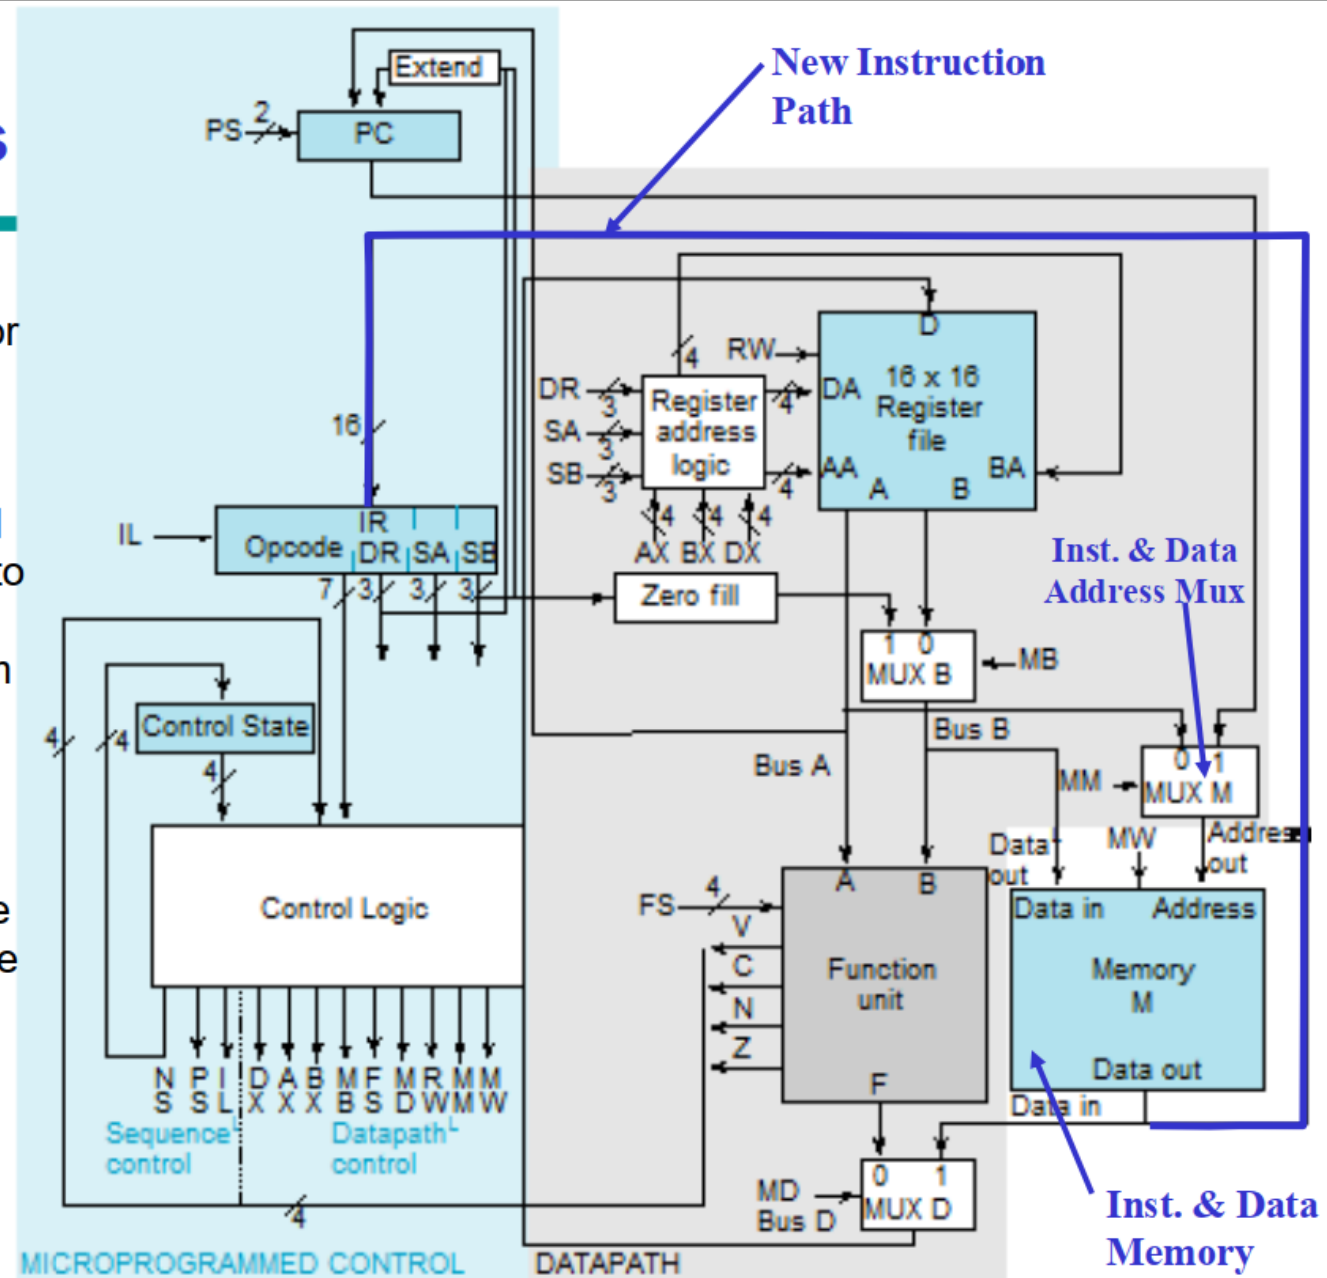 New Instruction
Path
Extend
PS
2
PC
s
or
4
RW
D
16 x 16
Register
file
DR
3
SA
3
SB
3
Register
address
logic
4
4
DA
AA
A
B
BA
16
4
4
4
AX
BX
DX
IL
IR
Opcode
DR
SA
SB
7
3
3
3
to
n
Zero fill
Inst. & Data
Address Mux
1 0
MUX B
MB
Control State
4
4
4
Bus B
Bus A
0 1
MUX M
MM
Data
out
MW
Address
out
Control Logic
e
e
FS
4
V
C
N
Z
A
B
Function
unit
F
Data in
Address
Memory
M
Data out
Data in
N P I D A B M F M R M M
S S L X X X B S D W M W
Sequence
control
Datapath
control
4
MD
Bus D
0 1
MUX D
Inst. & Data
Memory
MICROPROGRAMMED CONTROL
DATAPATH